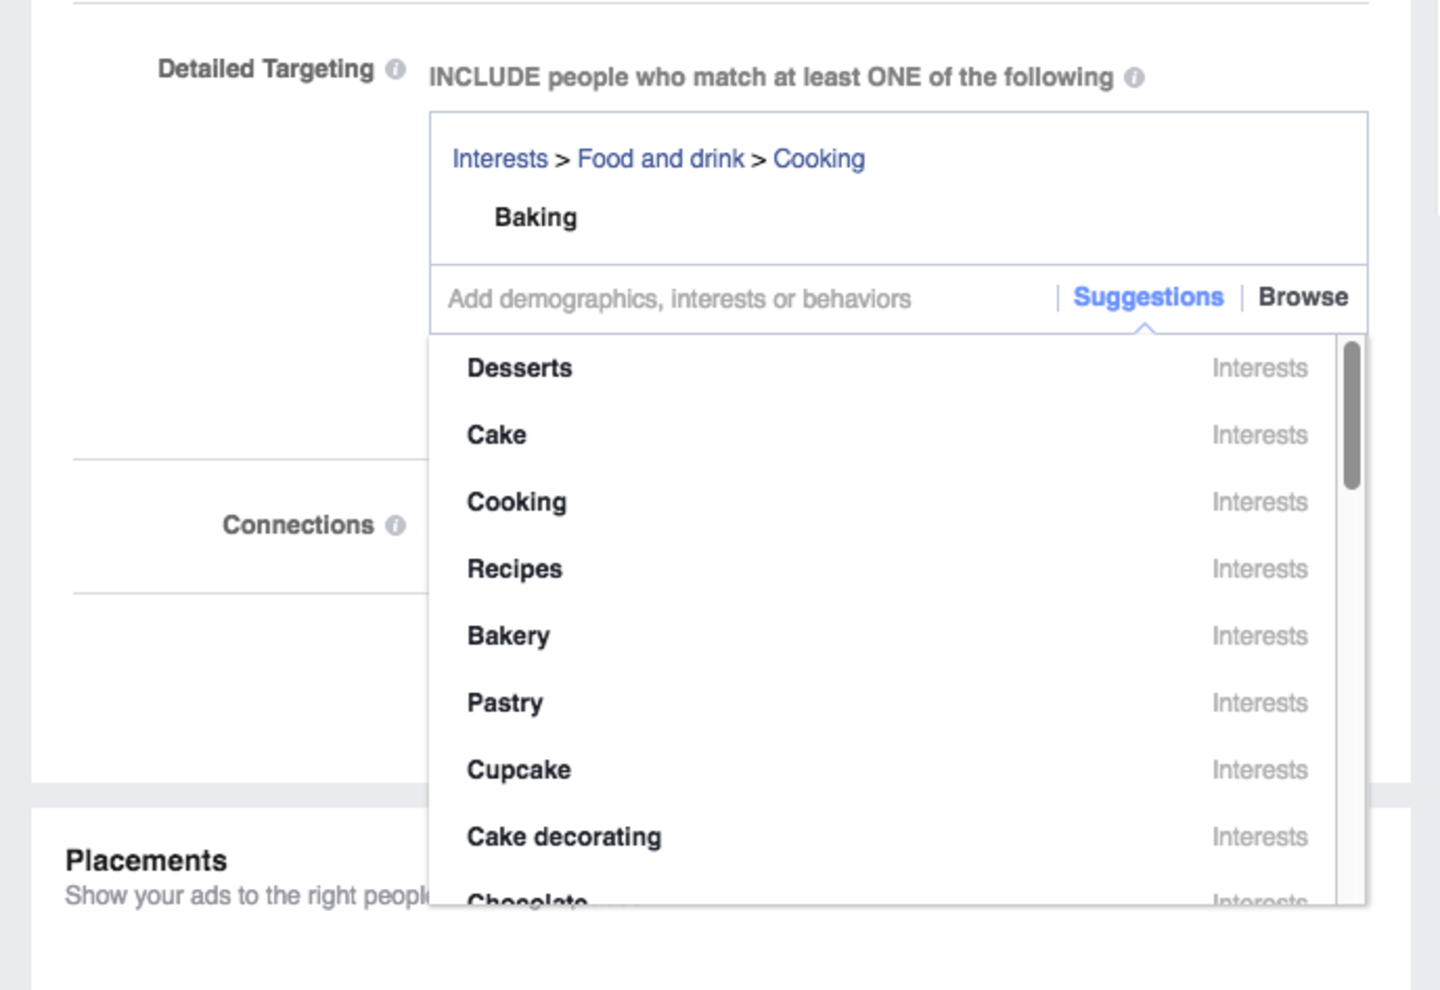 Detailed Targeting
INCLUDE people who match at least ONE of the following
Interests > Food and drink > Cooking
Baking
Add demographics, interests or behaviors
Suggestions
Browse
Desserts Interests
Cake Interests
Cooking Interests
Connections
Recipes Interests
Bakery Interests
Pastry Interests
Cupcake Interests
Cake decorating Interests
Chocolate Interests
Placements
Show your ads to the right people